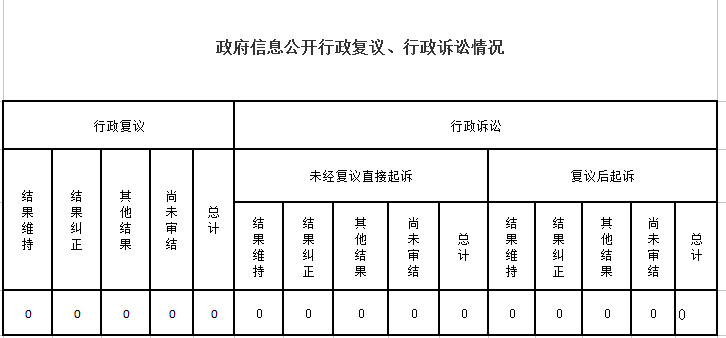 政府信息公开行政复议、行政诉讼情况
行政复议 行政诉讼
未经复议直接起诉 复议后起诉
结果维持 结果纠正 其他结果 尚未审结 总计 结果维持 结果纠正 其他结果 尚未审结 总计 结果维持 结果纠正 其他结果 尚未审结 总计
0 0 0 0 0 0 0 0 0 0 0 0 0 0 0